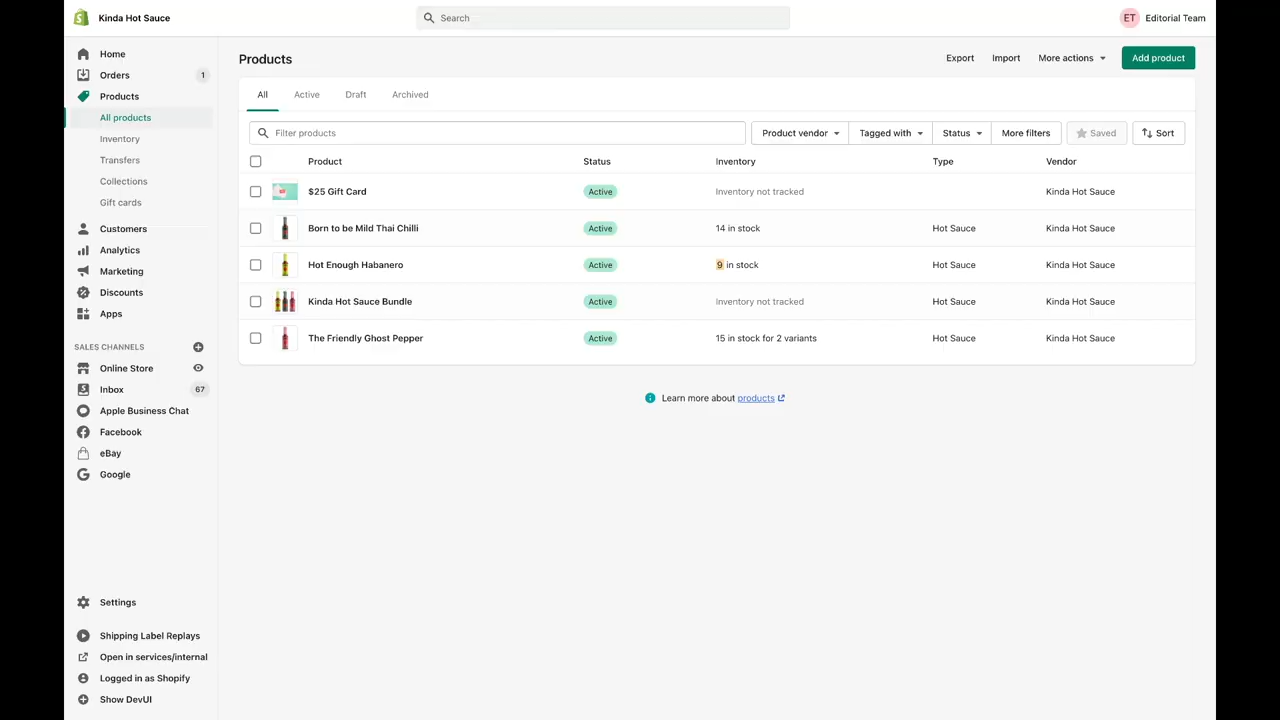 Kinda Hot Sauce
Search
ET Editorial Team
Home
Orders 1
Products
All products
Inventory
Transfers
Collections
Gift cards
Customers
Analytics
Marketing
Discounts
Apps
SALES CHANNELS
Online Store
Inbox 67
Apple Business Chat
Facebook
eBay
Google
Settings
Shipping Label Replays
Open in services/internal
Logged in as Shopify
Show DevUI
Products
Export Import More actions Add product
All Active Draft Archived
Filter products Product vendor Tagged with Status More filters Saved Sort
Product Status Inventory Type Vendor
$25 Gift Card Active Inventory not tracked Kinda Hot Sauce
Born to be Mild Thai Chilli Active 14 in stock Hot Sauce Kinda Hot Sauce
Hot Enough Habanero Active 9 in stock Hot Sauce Kinda Hot Sauce
Kinda Hot Sauce Bundle Active Inventory not tracked Hot Sauce Kinda Hot Sauce
The Friendly Ghost Pepper Active 15 in stock for 2 variants Hot Sauce Kinda Hot Sauce
Learn more about products